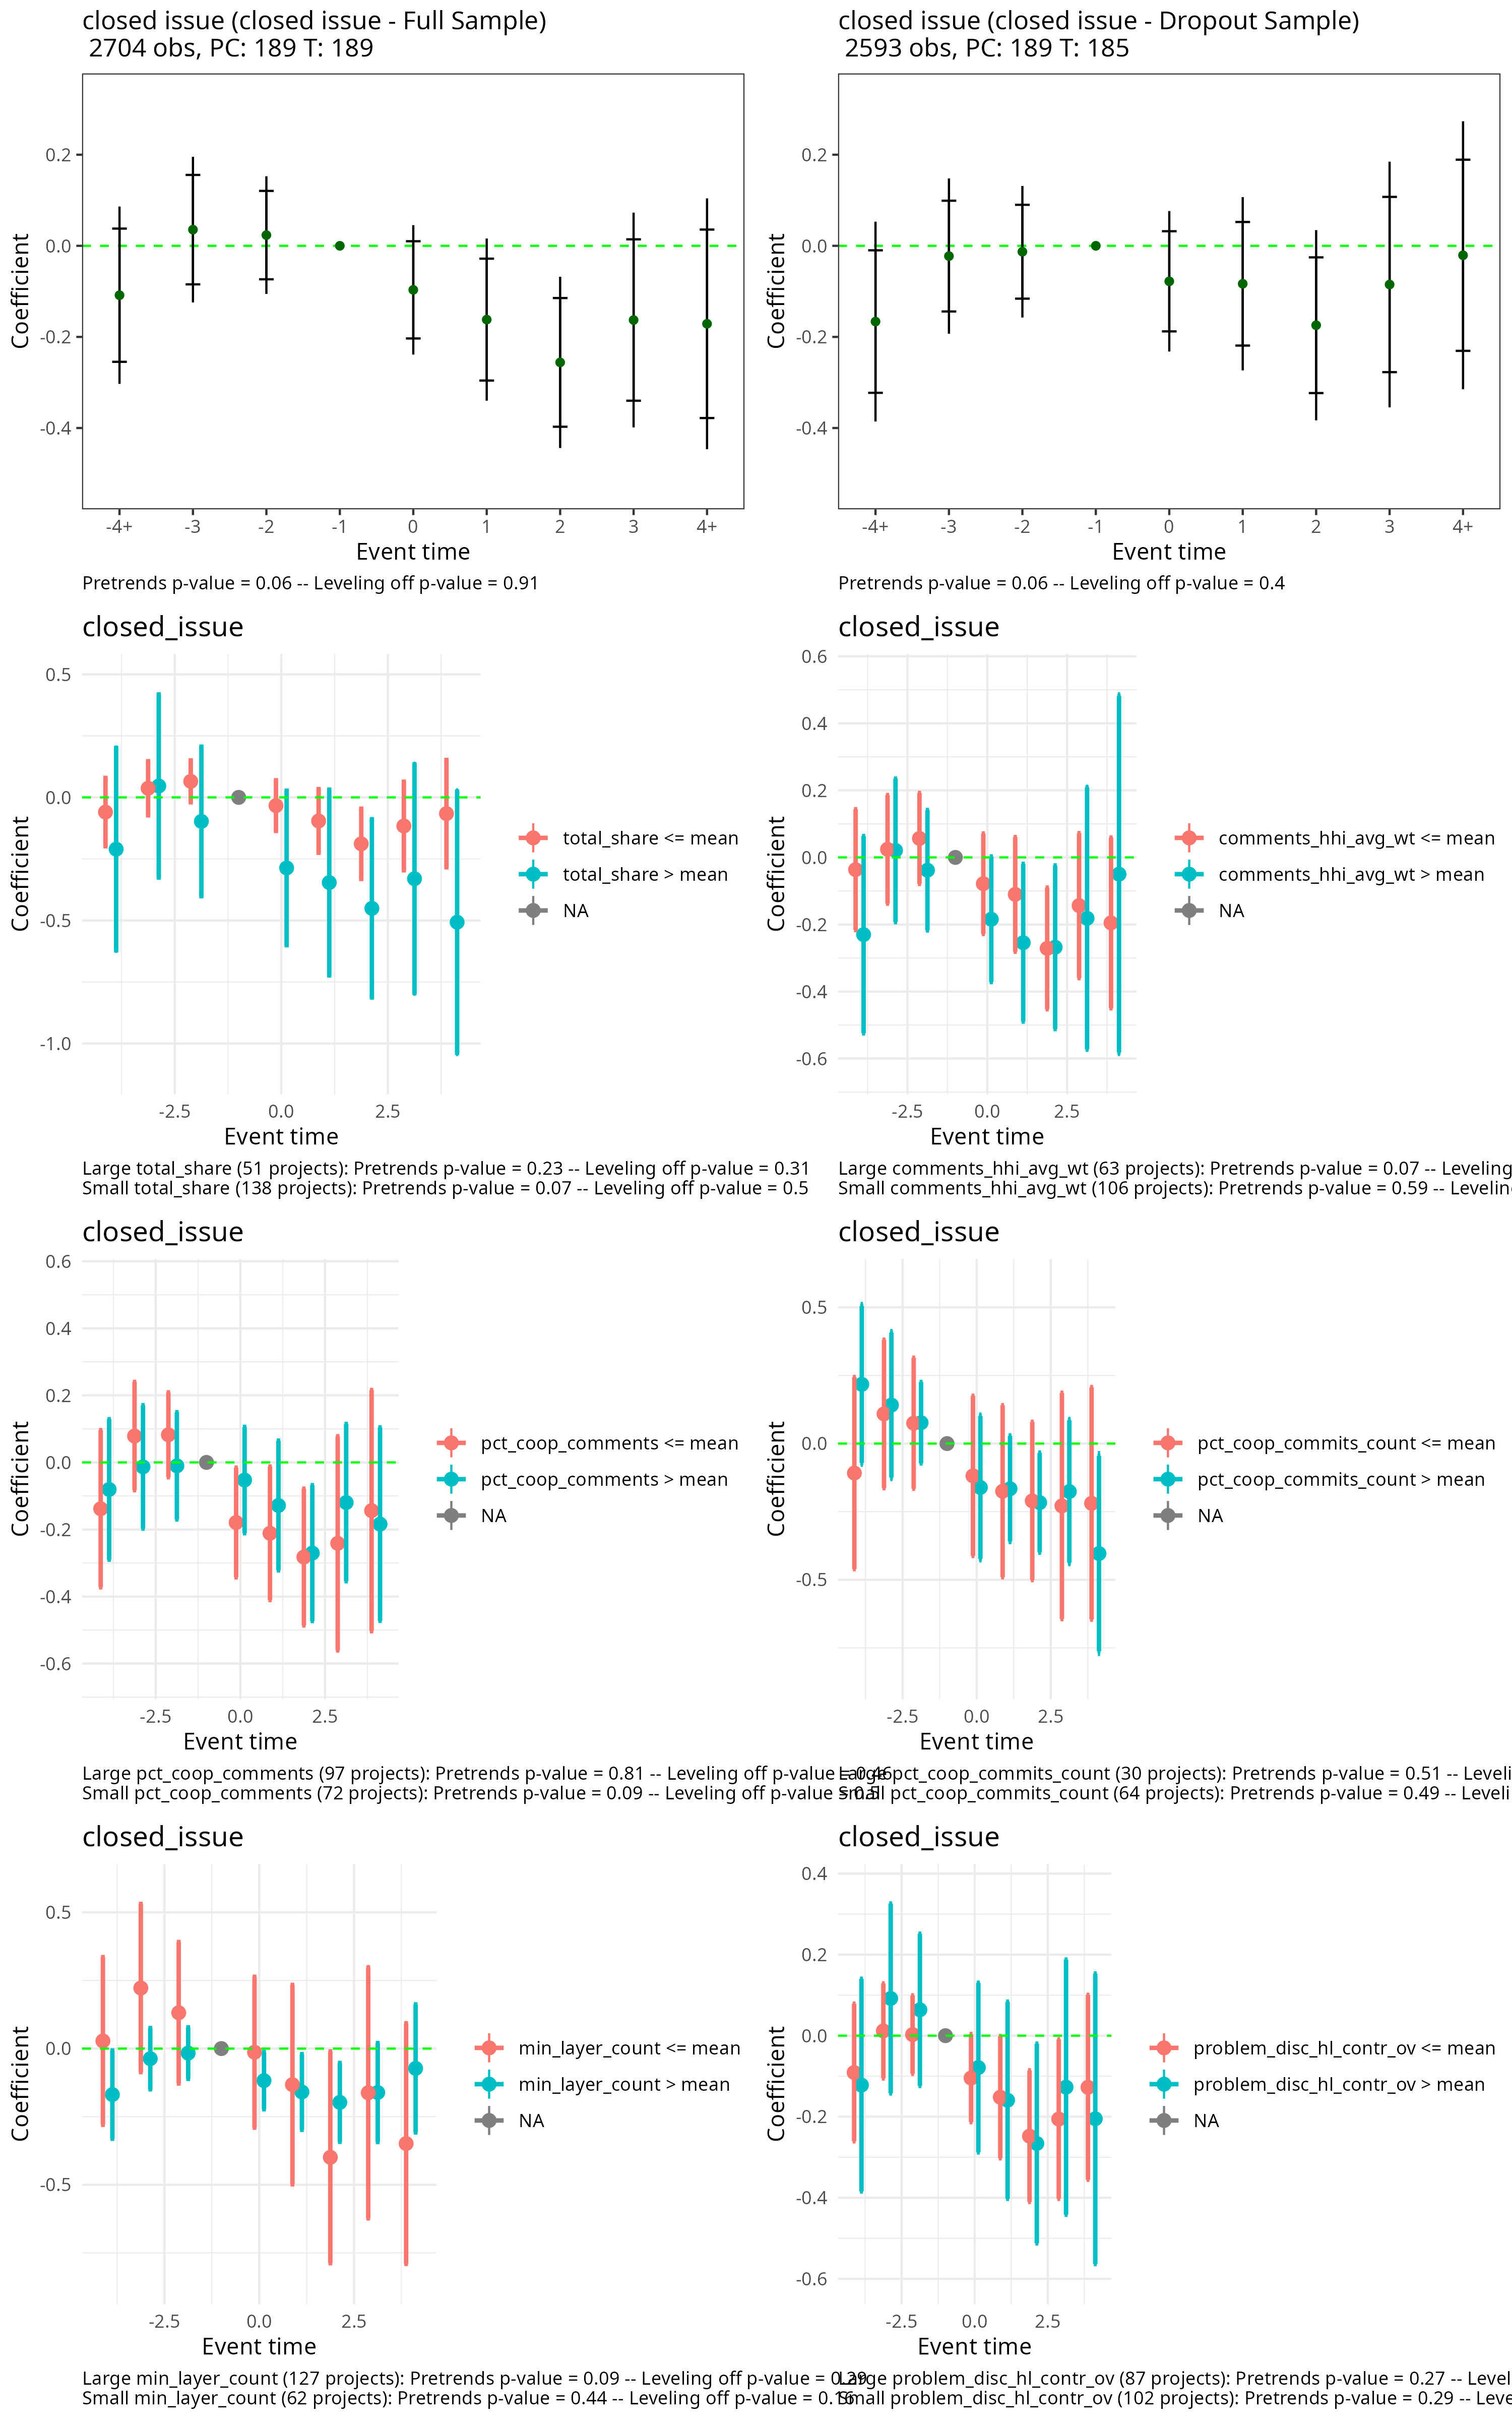 closed issue (closed issue - Full Sample)
2704 obs, PC: 189 T: 189
Coefficient
0.2
0.0
-0.2
-0.4
-4+ -3 -2 -1 0 1 2 3 4+
Event time
Pretrends p-value = 0.06 -- Leveling off p-value = 0.91
closed issue (closed issue - Dropout Sample)
2593 obs, PC: 189 T: 185
Coefficient
0.2
0.0
-0.2
-0.4
-4+ -3 -2 -1 0 1 2 3 4+
Event time
Pretrends p-value = 0.06 -- Leveling off p-value = 0.4
closed_issue
Coefficient
0.5
0.0
-0.5
-1.0
-2.5 0.0 2.5
Event time
total_share <= mean
total_share > mean
NA
Large total_share (51 projects): Pretrends p-value = 0.23 -- Leveling off p-value = 0.31
Small total_share (138 projects): Pretrends p-value = 0.07 -- Leveling off p-value = 0.5
closed_issue
Coefficient
0.6
0.4
0.2
0.0
-0.2
-0.4
-0.6
-2.5 0.0 2.5
Event time
comments_hhi_avg_wt <= mean
comments_hhi_avg_wt > mean
NA
Large comments_hhi_avg_wt (63 projects): Pretrends p-value = 0.07 -- Leveling
Small comments_hhi_avg_wt (106 projects): Pretrends p-value = 0.59 -- Leveling
closed_issue
Coefficient
0.6
0.4
0.2
0.0
-0.2
-0.4
-0.6
-2.5 0.0 2.5
Event time
pct_coop_comments <= mean
pct_coop_comments > mean
NA
Large pct_coop_comments (97 projects): Pretrends p-value = 0.81 -- Leveling off p-value = 0.46
Small pct_coop_comments (72 projects): Pretrends p-value = 0.09 -- Leveling off p-value = 0.5
closed_issue
Coefficient
0.5
0.0
-0.5
-2.5 0.0 2.5
Event time
pct_coop_commits_count <= mean
pct_coop_commits_count > mean
NA
Large pct_coop_commits_count (30 projects): Pretrends p-value = 0.51 -- Leveli
Small pct_coop_commits_count (64 projects): Pretrends p-value = 0.49 -- Leveli
closed_issue
Coefficient
0.5
0.0
-0.5
-2.5 0.0 2.5
Event time
min_layer_count <= mean
min_layer_count > mean
NA
Large min_layer_count (127 projects): Pretrends p-value = 0.09 -- Leveling off p-value = 0.29
Small min_layer_count (62 projects): Pretrends p-value = 0.44 -- Leveling off p-value = 0.16
closed_issue
Coefficient
0.4
0.2
0.0
-0.2
-0.4
-0.6
-2.5 0.0 2.5
Event time
problem_disc_hl_contr_ov <= mean
problem_disc_hl_contr_ov > mean
NA
Large problem_disc_hl_contr_ov (87 projects): Pretrends p-value = 0.27 -- Level
Small problem_disc_hl_contr_ov (102 projects): Pretrends p-value = 0.29 -- Leve